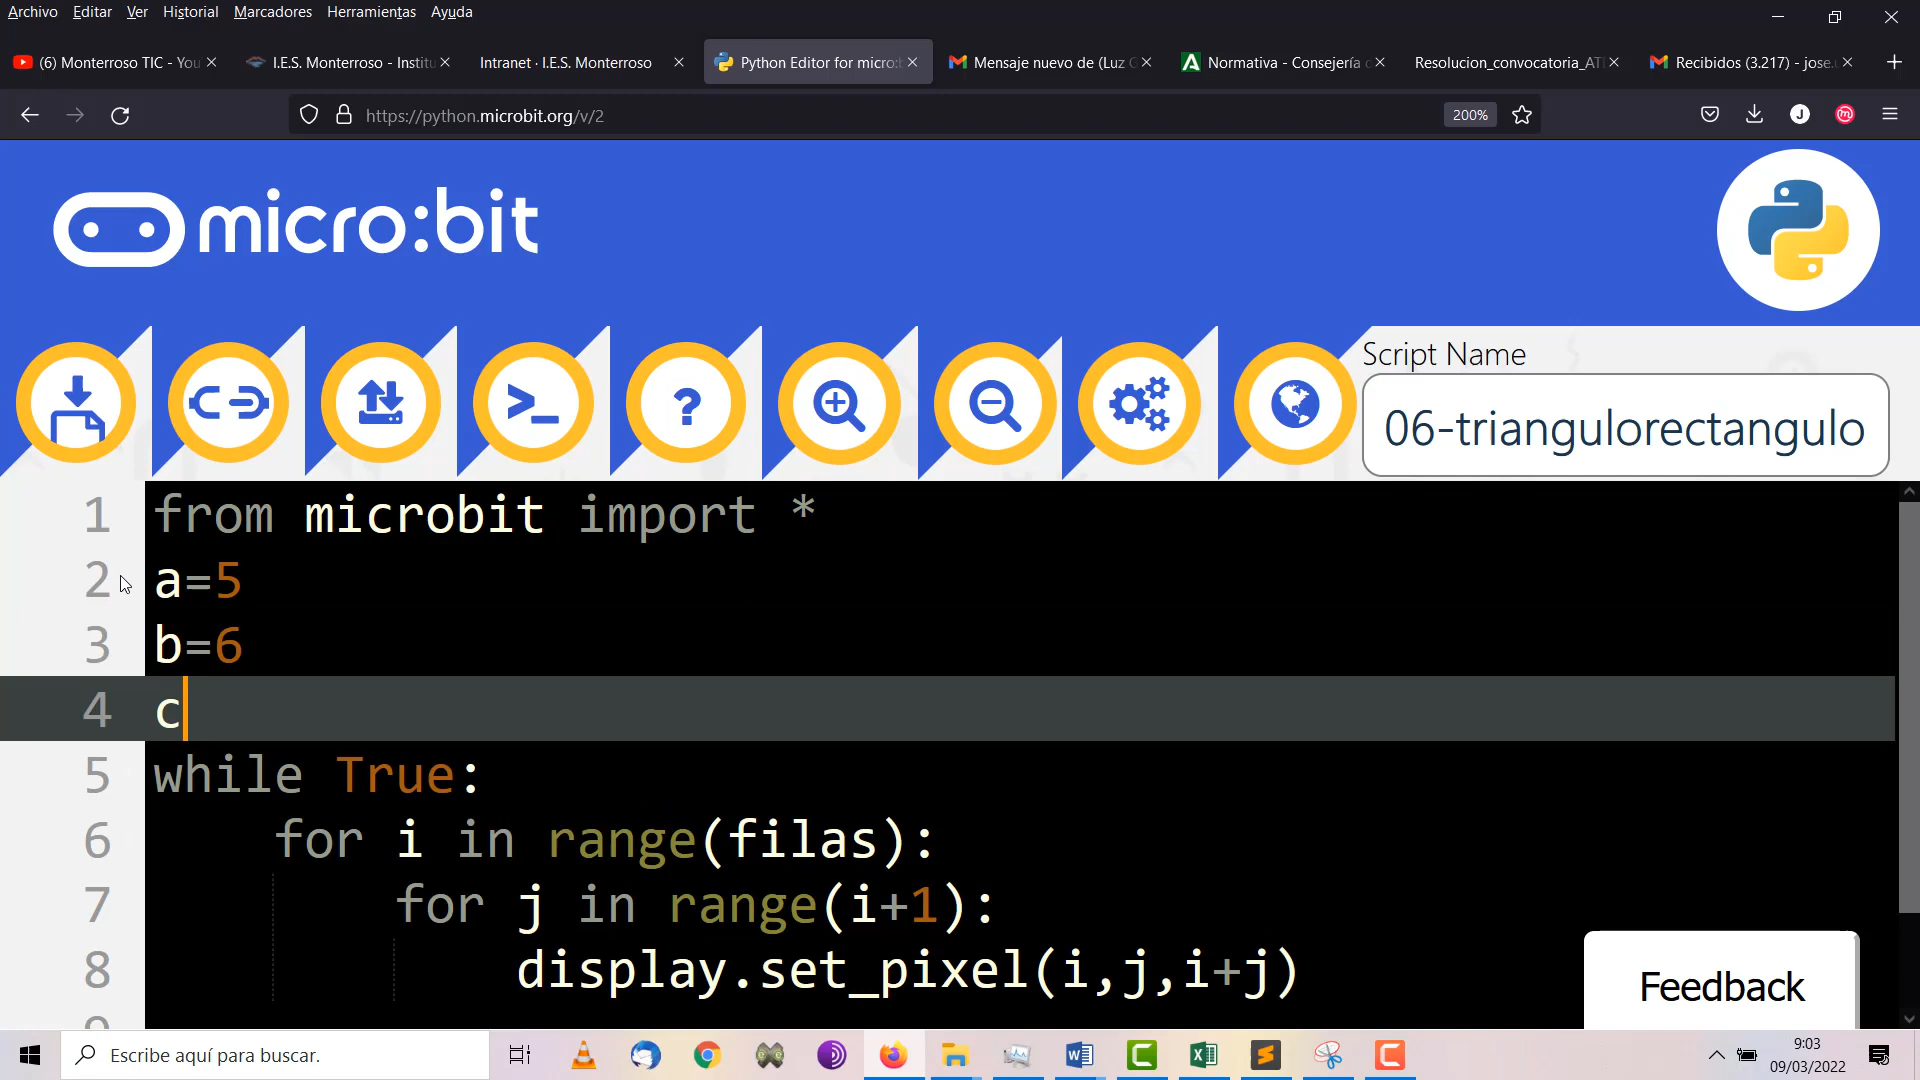 Archivo Editar Ver Historial Marcadores Herramientas Ayuda
(6) Monterroso TIC - You
I.E.S. Monterroso - Institu
Intranet · I.E.S. Monterroso
Python Editor for micro:b
Mensaje nuevo de (Luz G
Normativa - Consejería d
Resolucion_convocatoria_ATI
Recibidos (3.217) - jose.
https://python.microbit.org/v/2
200%
J
micro:bit
Script Name
06-triangulorectangulo
1 from microbit import *
2 a=5
3 b=6
4 c
5 while True:
6 for i in range(filas):
7 for j in range(i+1):
8 display.set_pixel(i,j,i+j)
9
Feedback
Escribe aquí para buscar.
9:03
09/03/2022